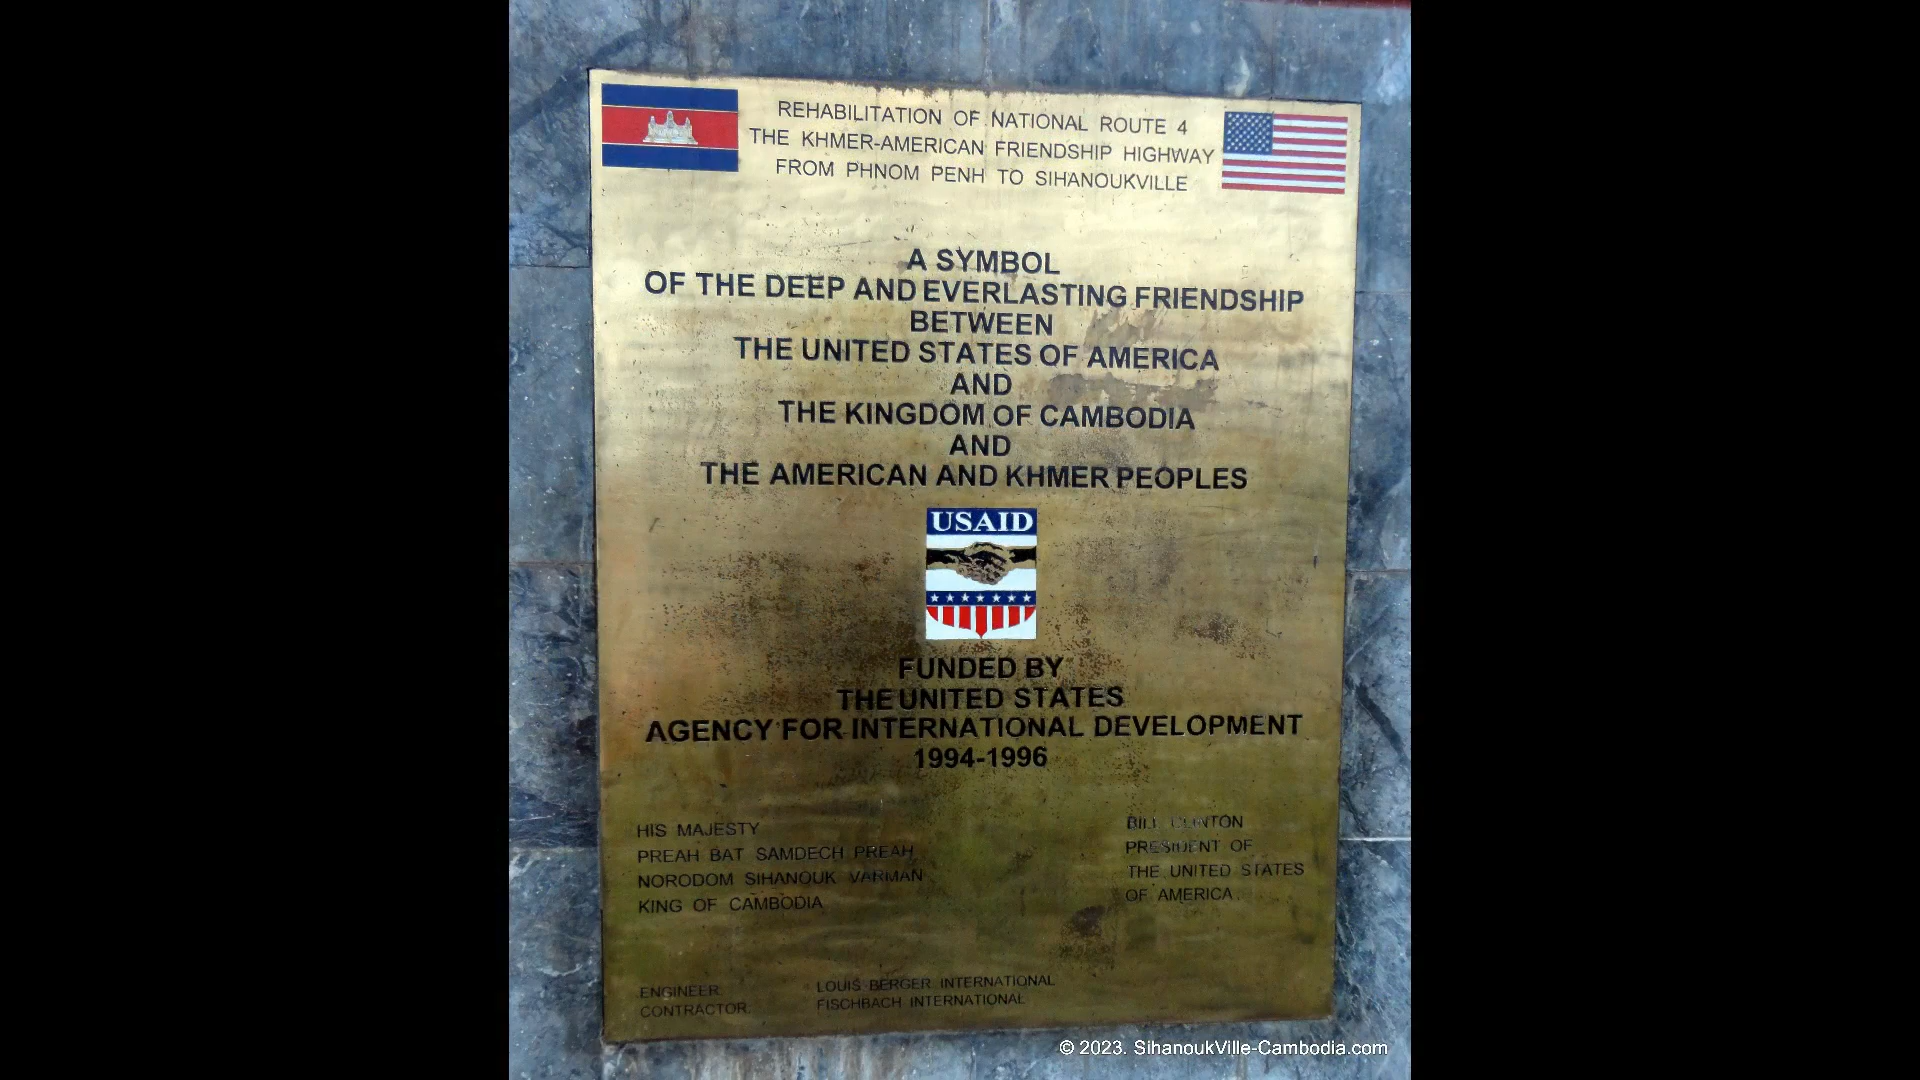 REHABILITATION OF NATIONAL ROUTE 4
THE KHMER-AMERICAN FRIENDSHIP HIGHWAY
FROM PHNOM PENH TO SIHANOUKVILLE
A SYMBOL
OF THE DEEP AND EVERLASTING FRIENDSHIP
BETWEEN
THE UNITED STATES OF AMERICA
AND
THE KINGDOM OF CAMBODIA
AND
THE AMERICAN AND KHMER PEOPLES
USAID
FUNDED BY
THE UNITED STATES
AGENCY FOR INTERNATIONAL DEVELOPMENT
1994-1996
HIS MAJESTY
PREAH BAT SAMDECH PREAH
NORODOM SIHANOUK VARMAN
KING OF CAMBODIA
BILL CLINTON
PRESIDENT OF
THE UNITED STATES
OF AMERICA
ENGINEER LOUIS BERGER INTERNATIONAL
CONTRACTOR. FISCHBACH INTERNATIONAL
© 2023. SihanoukVille-Cambodia.com